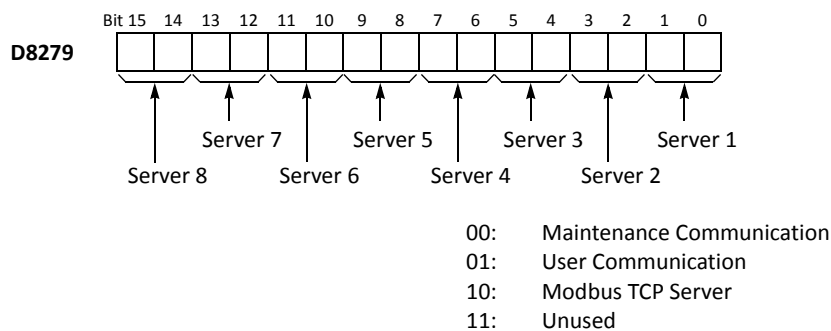 Bit 15 14 13 12 11 10 9 8 7 6 5 4 3 2 1 0
D8279
Server 7 Server 5 Server 3 Server 1
Server 8 Server 6 Server 4 Server 2
00: Maintenance Communication
01: User Communication
10: Modbus TCP Server
11: Unused